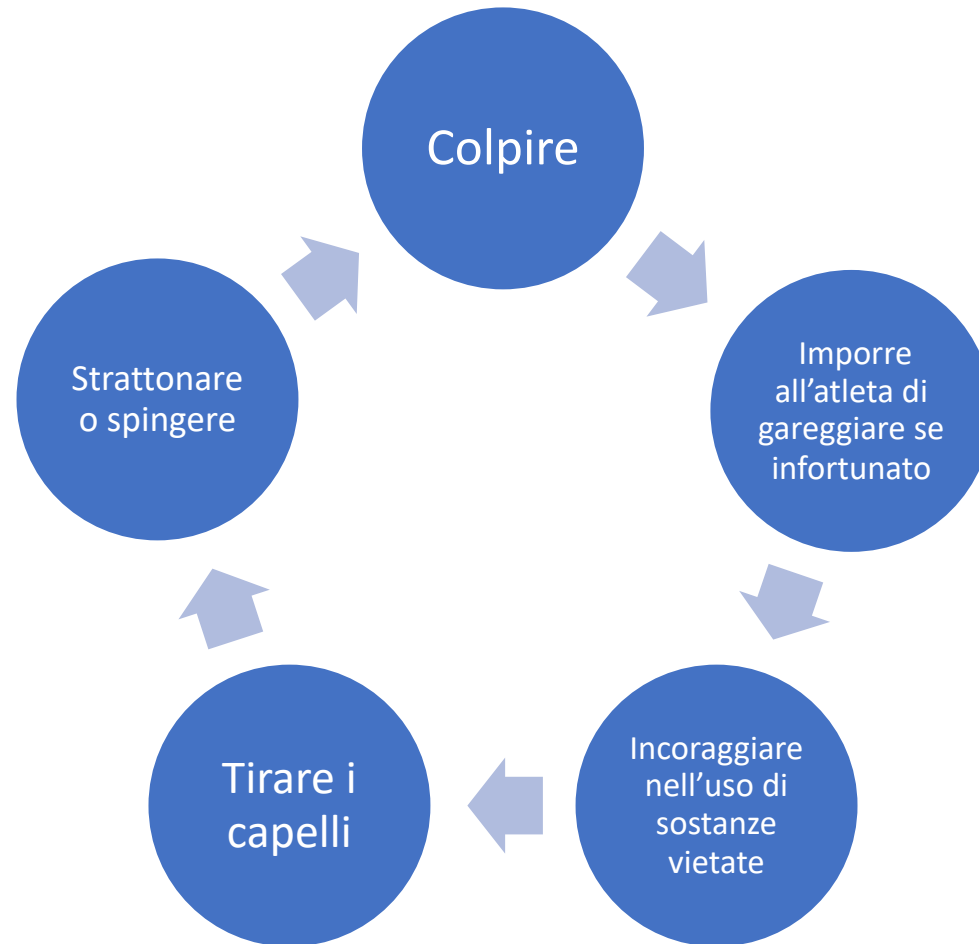 Colpire
Imporre
all’atleta di
gareggiare se
infortunato
Incoraggiare
nell’uso di
sostanze
vietate
Tirare i
capelli
Strattonare
o spingere